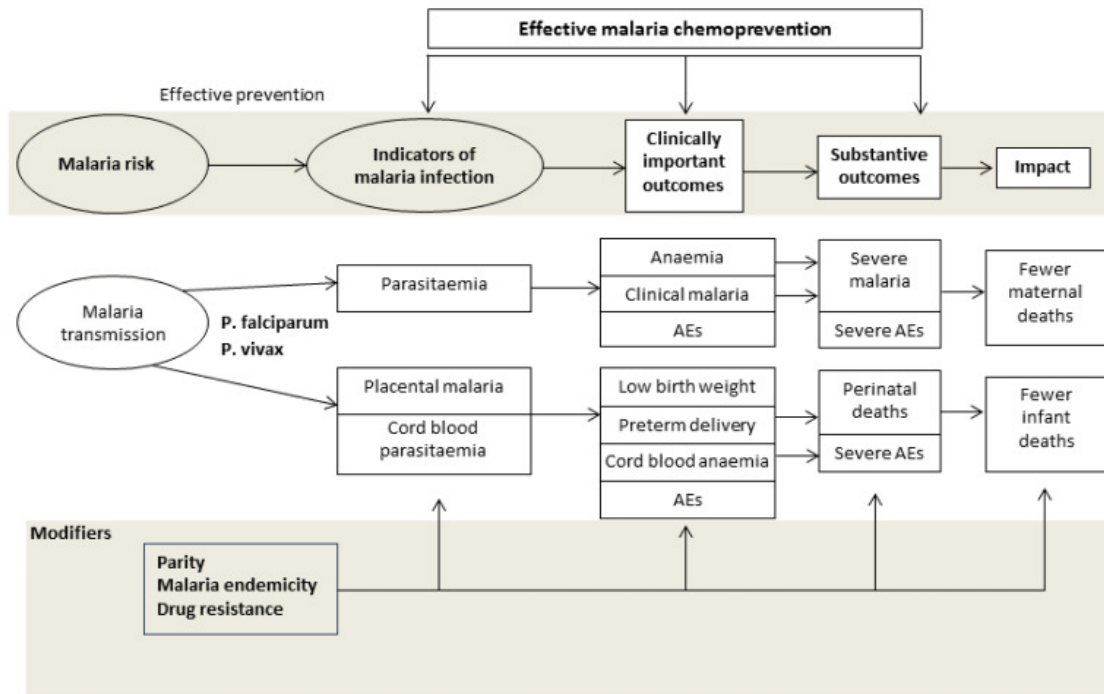 Effective malaria chemoprevention
Effective prevention
Malaria risk
Indicators of
malaria infection
Clinically
important
outcomes
Substantive
outcomes
Impact
Malaria
transmission
P. falciparum
P. vivax
Parasitaemia
Anaemia
Clinical malaria
AEs
Severe
malaria
Severe AEs
Fewer
maternal
deaths
Placental malaria
Cord blood
parasitaemia
Low birth weight
Preterm delivery
Cord blood anaemia
AEs
Perinatal
deaths
Severe AEs
Fewer
infant
deaths
Modifiers
Parity
Malaria endemicity
Drug resistance